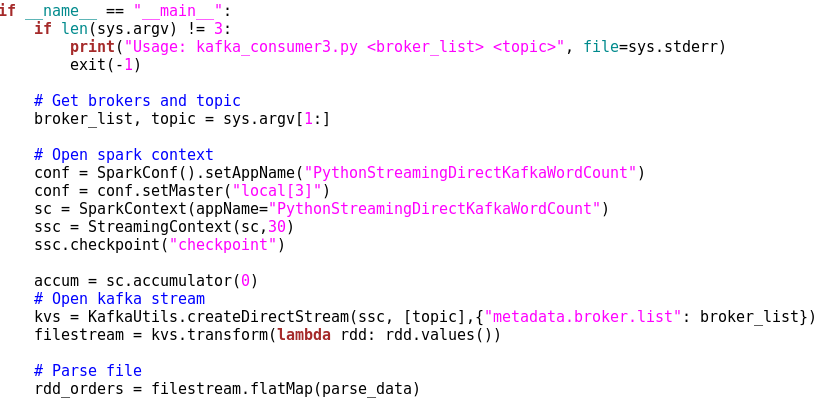 if __name__ == "__main__":
    if len(sys.argv) != 3:
        print("Usage: kafka_consumer3.py <broker_list> <topic>", file=sys.stderr)
        exit(-1)

    # Get brokers and topic
    broker_list, topic = sys.argv[1:]

    # Open spark context
    conf = SparkConf().setAppName("PythonStreamingDirectKafkaWordCount")
    conf = conf.setMaster("local[3]")
    sc = SparkContext(appName="PythonStreamingDirectKafkaWordCount")
    ssc = StreamingContext(sc,30)
    ssc.checkpoint("checkpoint")

    accum = sc.accumulator(0)
    # Open kafka stream
    kvs = KafkaUtils.createDirectStream(ssc, [topic],{"metadata.broker.list": broker_list})
    filestream = kvs.transform(lambda rdd: rdd.values())

    # Parse file
    rdd_orders = filestream.flatMap(parse_data)